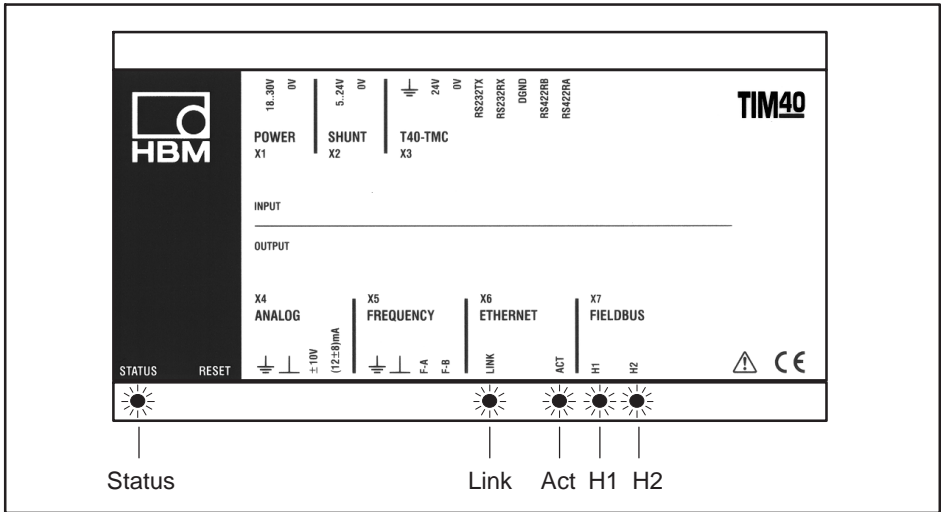 18..30V 0V 5..24V 0V 24V 0V RS232TX RS232RX DGND RS422RB RS422RA
TIM40
HBM
POWER SHUNT T40-TMC
X1 X2 X3
INPUT
OUTPUT
X4 X5 X6 X7
ANALOG FREQUENCY ETHERNET FIELDBUS
±10V (12±8)mA F-A F-B LINK ACT H1 H2
STATUS RESET
CE
Status Link Act H1 H2